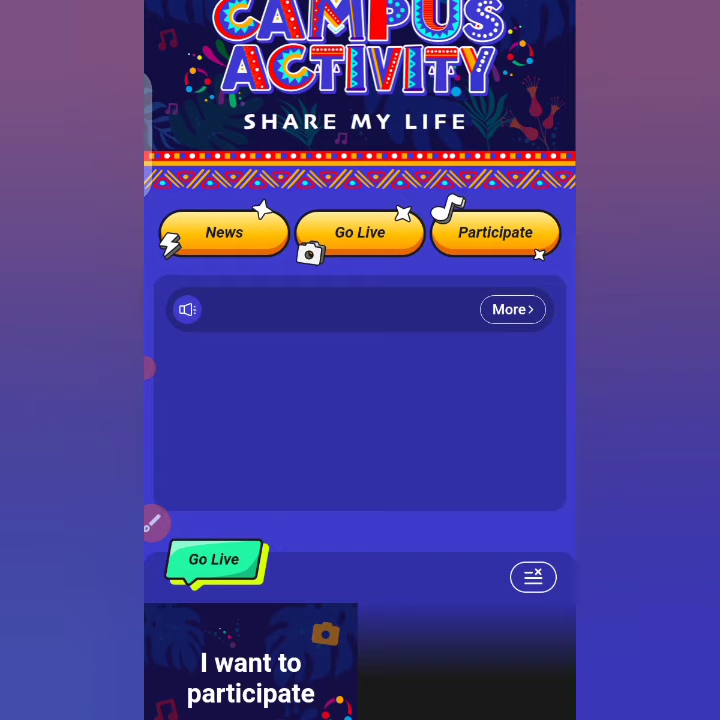 CAMPUS
ACTIVITY
SHARE MY LIFE
News
Go Live
Participate
More
Go Live
I want to
participate